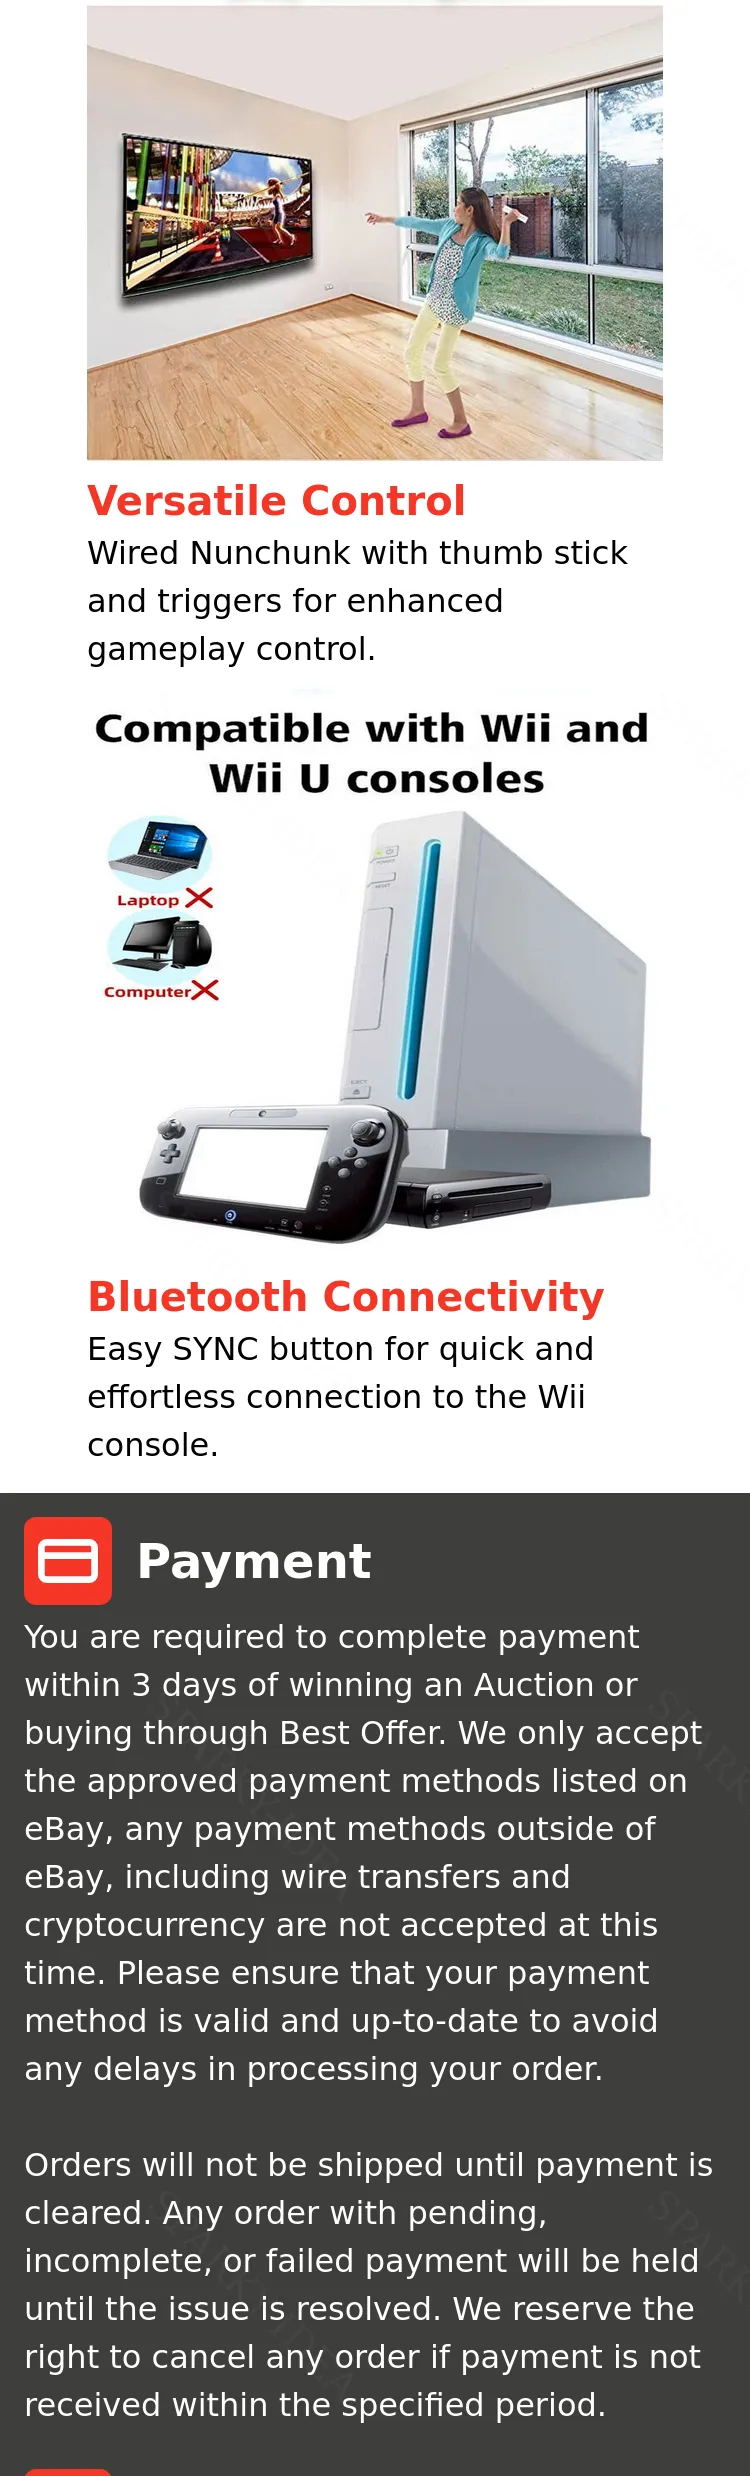 Versatile Control
Wired Nunchunk with thumb stick
and triggers for enhanced
gameplay control.
Compatible with Wii and
Wii U consoles
Laptop
Computer
POWER
RESET
EJECT
Bluetooth Connectivity
Easy SYNC button for quick and
effortless connection to the Wii
console.
Payment
You are required to complete payment
within 3 days of winning an Auction or
buying through Best Offer. We only accept
the approved payment methods listed on
eBay, any payment methods outside of
eBay, including wire transfers and
cryptocurrency are not accepted at this
time. Please ensure that your payment
method is valid and up-to-date to avoid
any delays in processing your order.
Orders will not be shipped until payment is
cleared. Any order with pending,
incomplete, or failed payment will be held
until the issue is resolved. We reserve the
right to cancel any order if payment is not
received within the specified period.